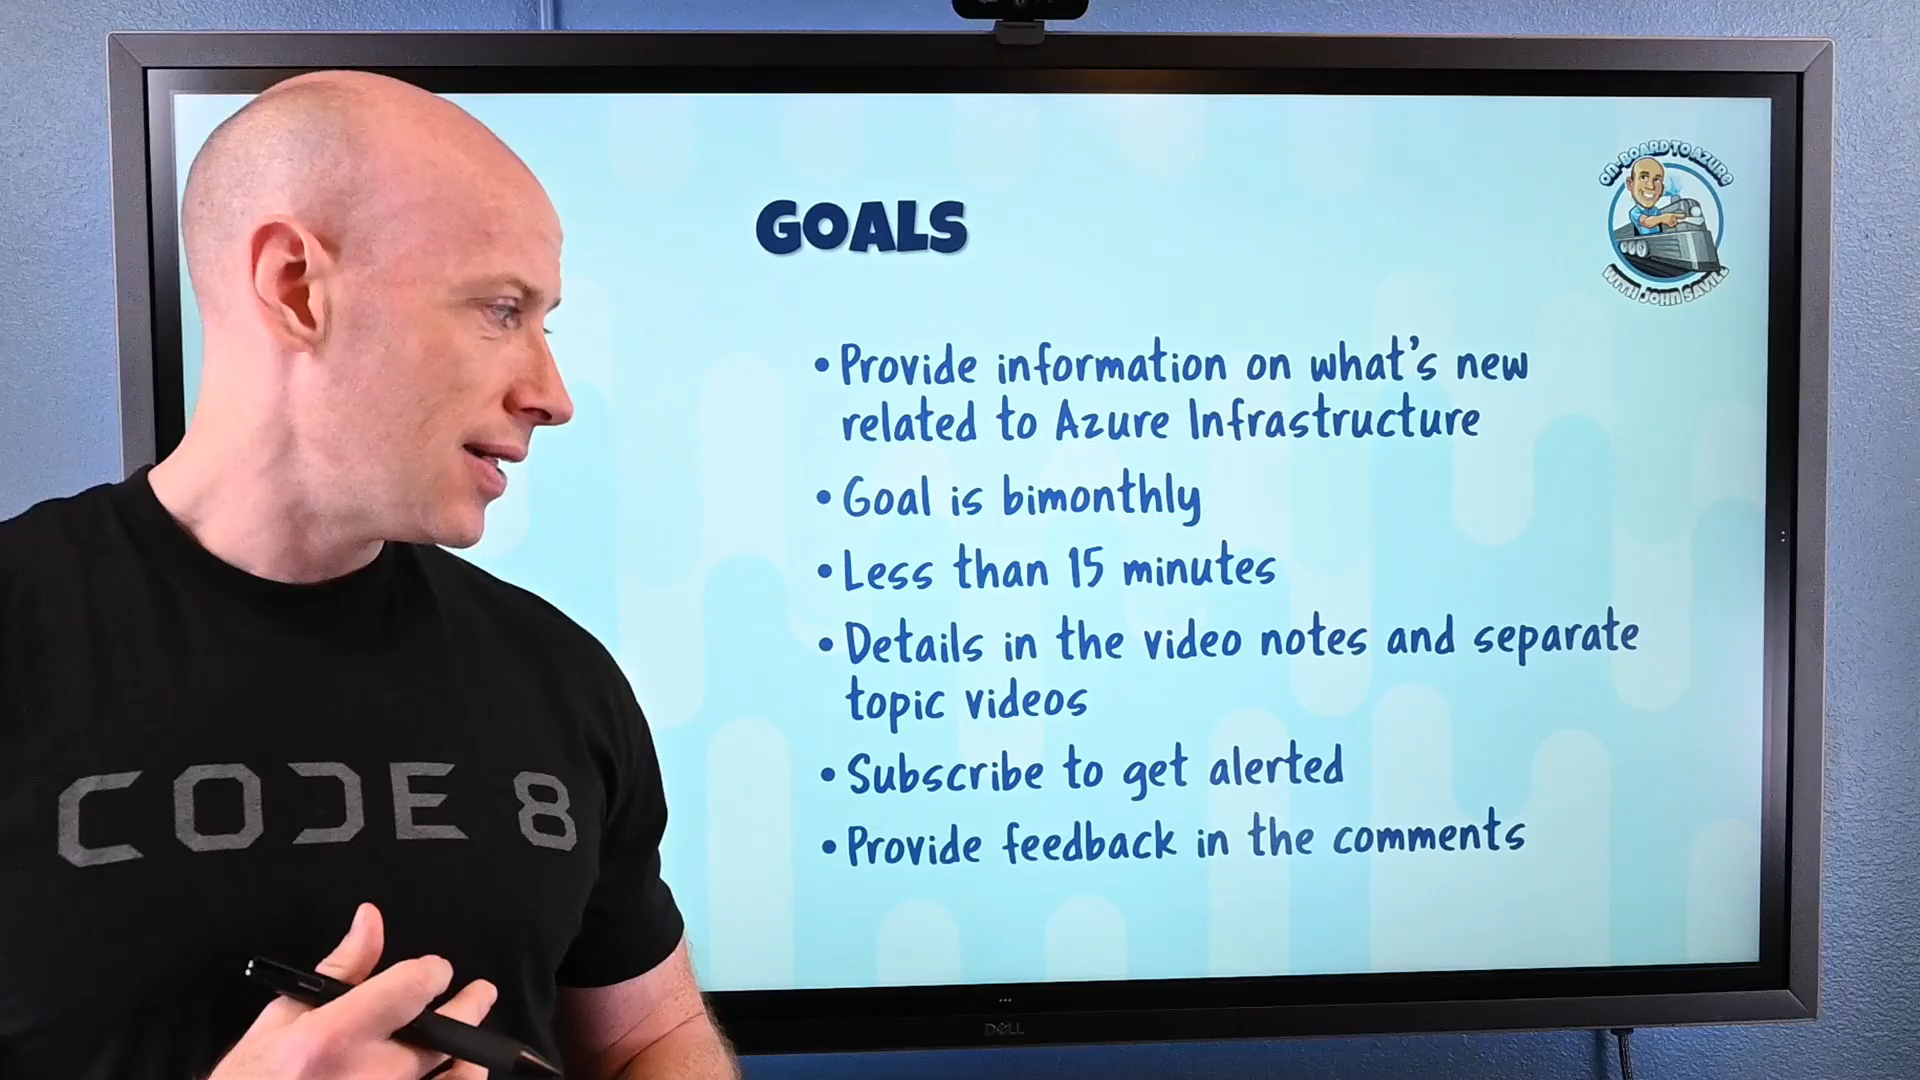 ON-BOARD TO AZURE
WITH JOHN SAVILL
GOALS
•Provide information on what's new
related to Azure Infrastructure
•Goal is bimonthly
•Less than 15 minutes
•Details in the video notes and separate
topic videos
•Subscribe to get alerted
•Provide feedback in the comments
CODE 8
DELL